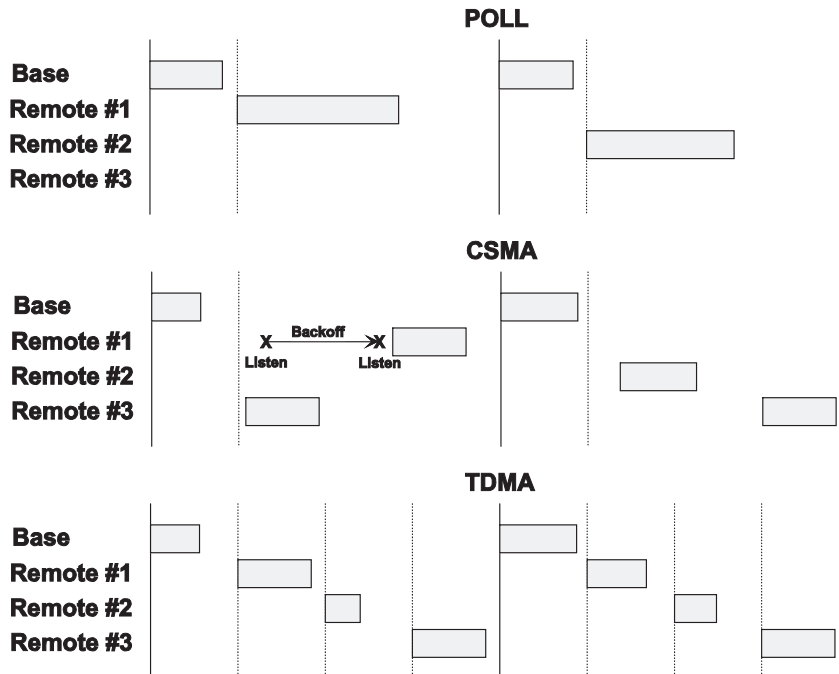 POLL
Base
Remote #1
Remote #2
Remote #3
CSMA
Base
Remote #1
X Backoff X
Listen Listen
Remote #2
Remote #3
TDMA
Base
Remote #1
Remote #2
Remote #3